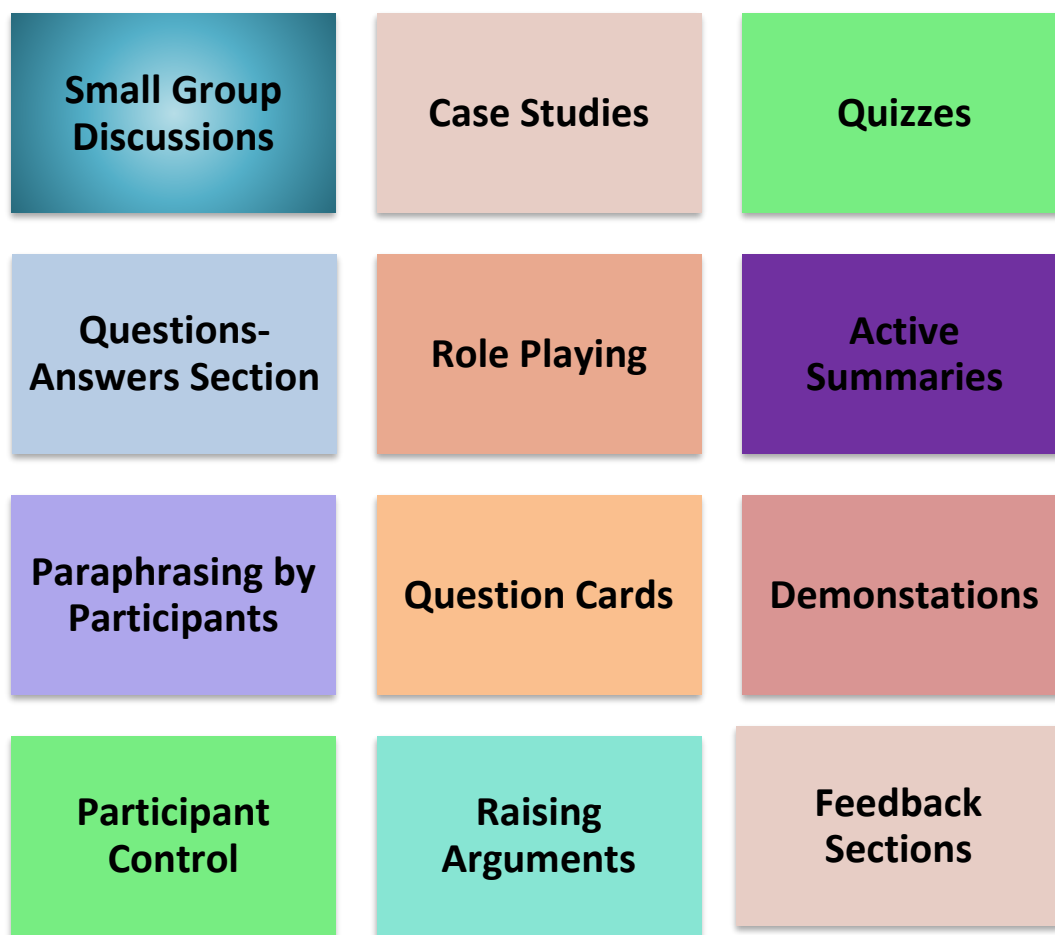 Small Group
Discussions
Case Studies
Quizzes
Questions-
Answers Section
Role Playing
Active
Summaries
Paraphrasing by
Participants
Question Cards
Demonstations
Participant
Control
Raising
Arguments
Feedback
Sections